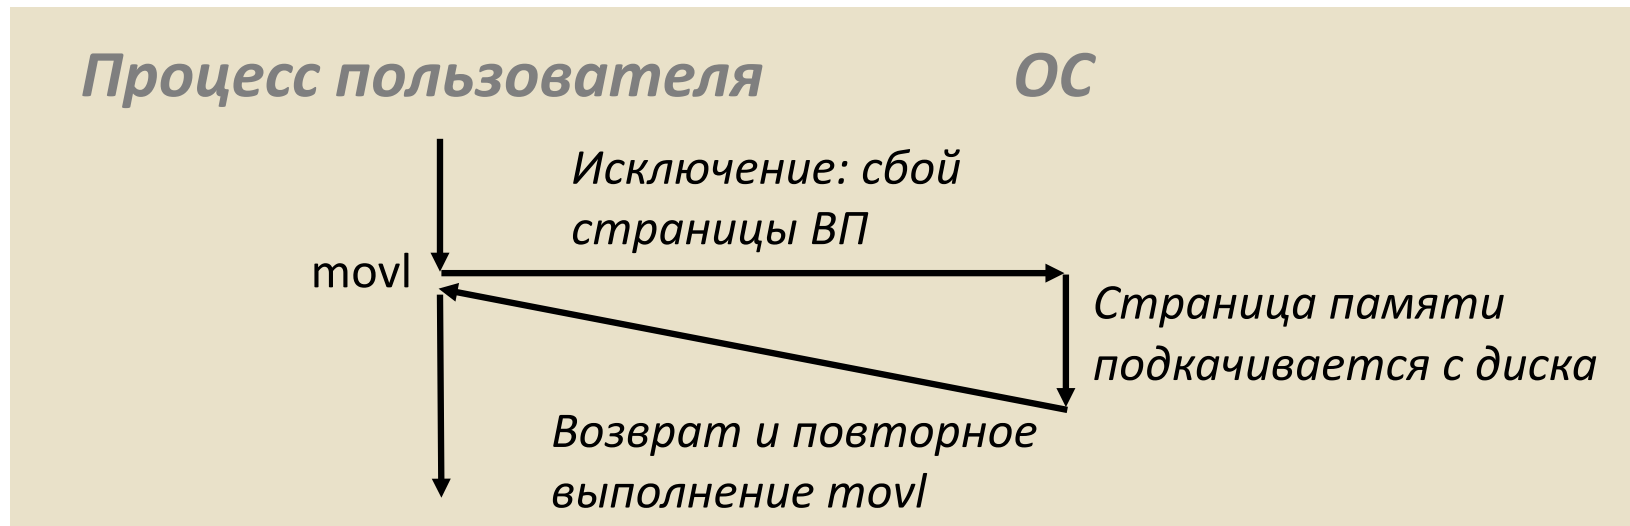 Процесс пользователя ОС
Исключение: сбой
страницы ВП
movl
Страница памяти
подкачивается с диска
Возврат и повторное
выполнение movl